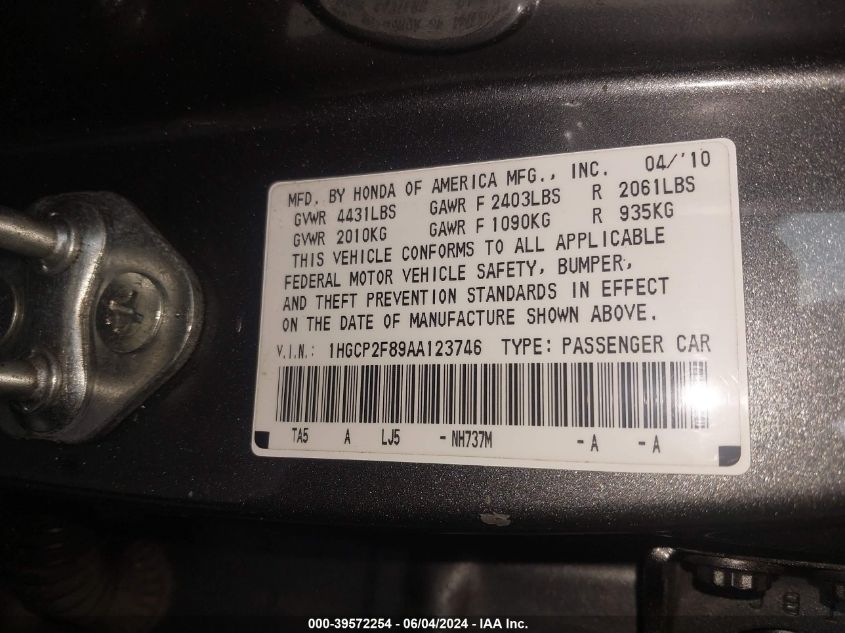 MFD. BY HONDA OF AMERICA MFG., INC. 04/'10
GVWR 4431LBS GAWR F 2403LBS R 2061LBS
GVWR 2010KG GAWR F 1090KG R 935KG
THIS VEHICLE CONFORMS TO ALL APPLICABLE
FEDERAL MOTOR VEHICLE SAFETY, BUMPER,
AND THEFT PREVENTION STANDARDS IN EFFECT
ON THE DATE OF MANUFACTURE SHOWN ABOVE.
V.I.N.: 1HGCP2F89AA123746 TYPE: PASSENGER CAR
TA5 A LJ5 -NH737M -A -A
000-39572254 - 06/04/2024 - IAA Inc.